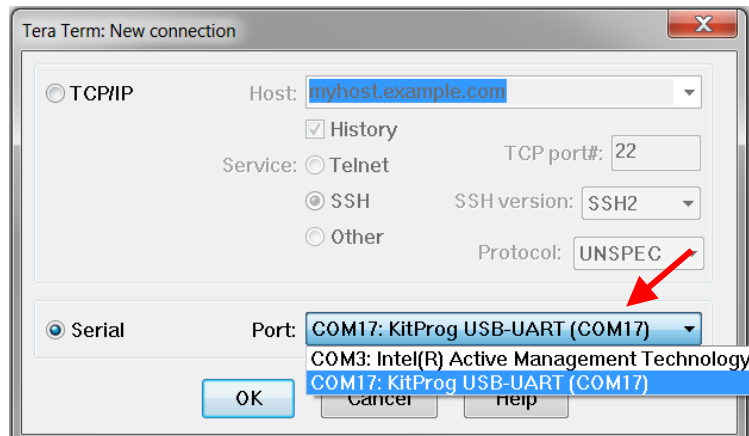 Tera Term: New connection
TCP/IP Host: myhost.example.com
History
Service: Telnet TCP port#: 22
SSH SSH version: SSH2
Other Protocol: UNSPEC
Serial Port: COM17: KitProg USB-UART (COM17)
COM3: Intel(R) Active Management Technology
COM17: KitProg USB-UART (COM17)
OK Cancel Help